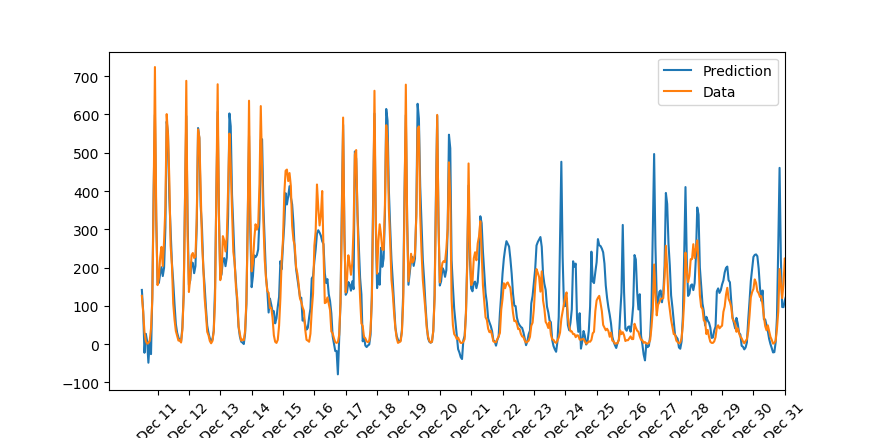 Prediction
Data
700
600
500
400
300
200
100
0
−100
Dec 11
Dec 12
Dec 13
Dec 14
Dec 15
Dec 16
Dec 17
Dec 18
Dec 19
Dec 20
Dec 21
Dec 22
Dec 23
Dec 24
Dec 25
Dec 26
Dec 27
Dec 28
Dec 29
Dec 30
Dec 31